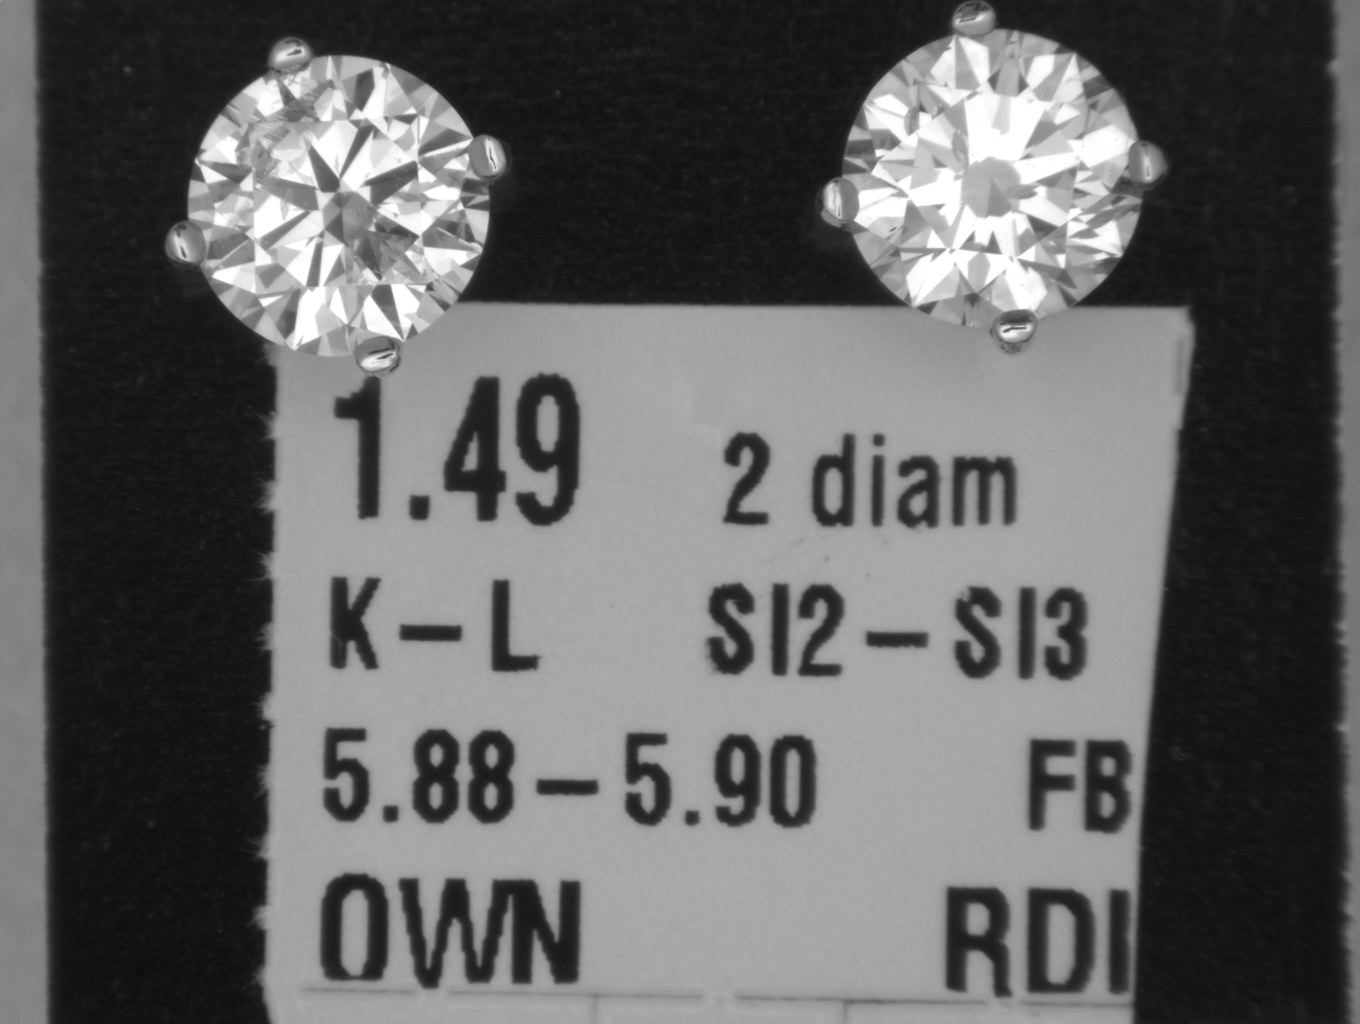 1.49 2 diam
K-L SI2-SI3
5.88-5.90 FB
OWN RDI